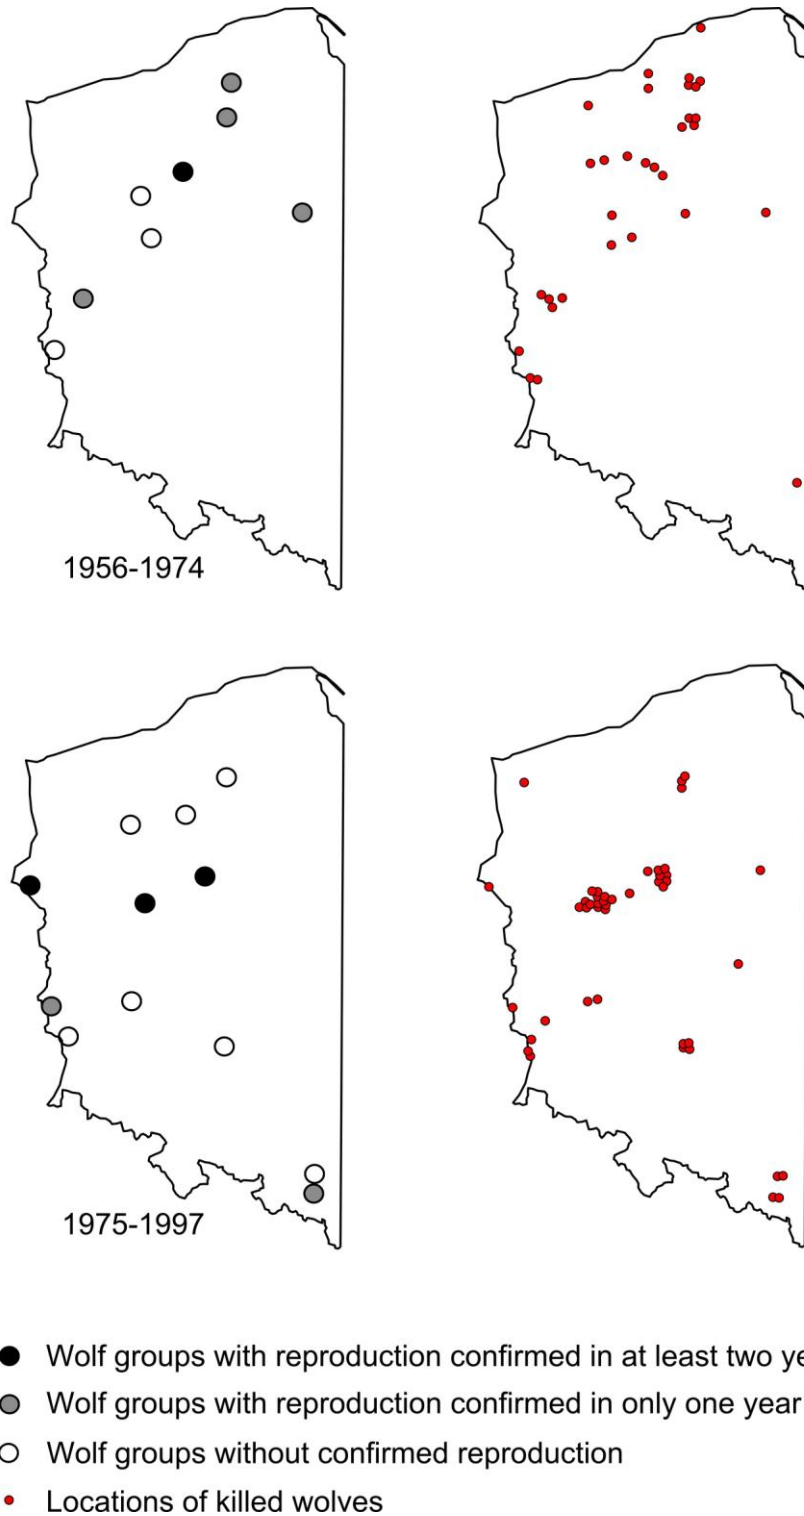 1956-1974
1975-1997
Wolf groups with reproduction confirmed in at least two
Wolf groups with reproduction confirmed in only one year
Wolf groups without confirmed reproduction
Locations of killed wolves